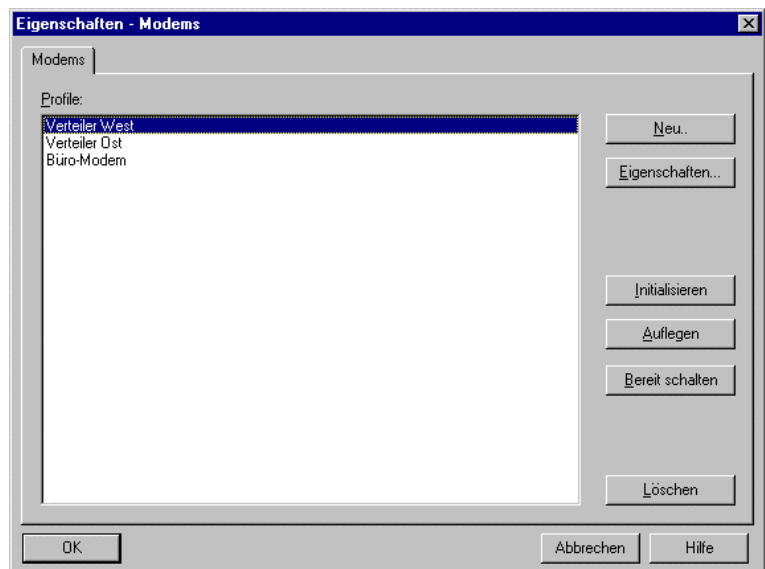 Eigenschaften - Modems
Modems
Profile:
Verteiler West
Verteiler Ost
Büro-Modem
Neu..
Eigenschaften...
Initialisieren
Auflegen
Bereit schalten
Löschen
OK
Abbrechen
Hilfe